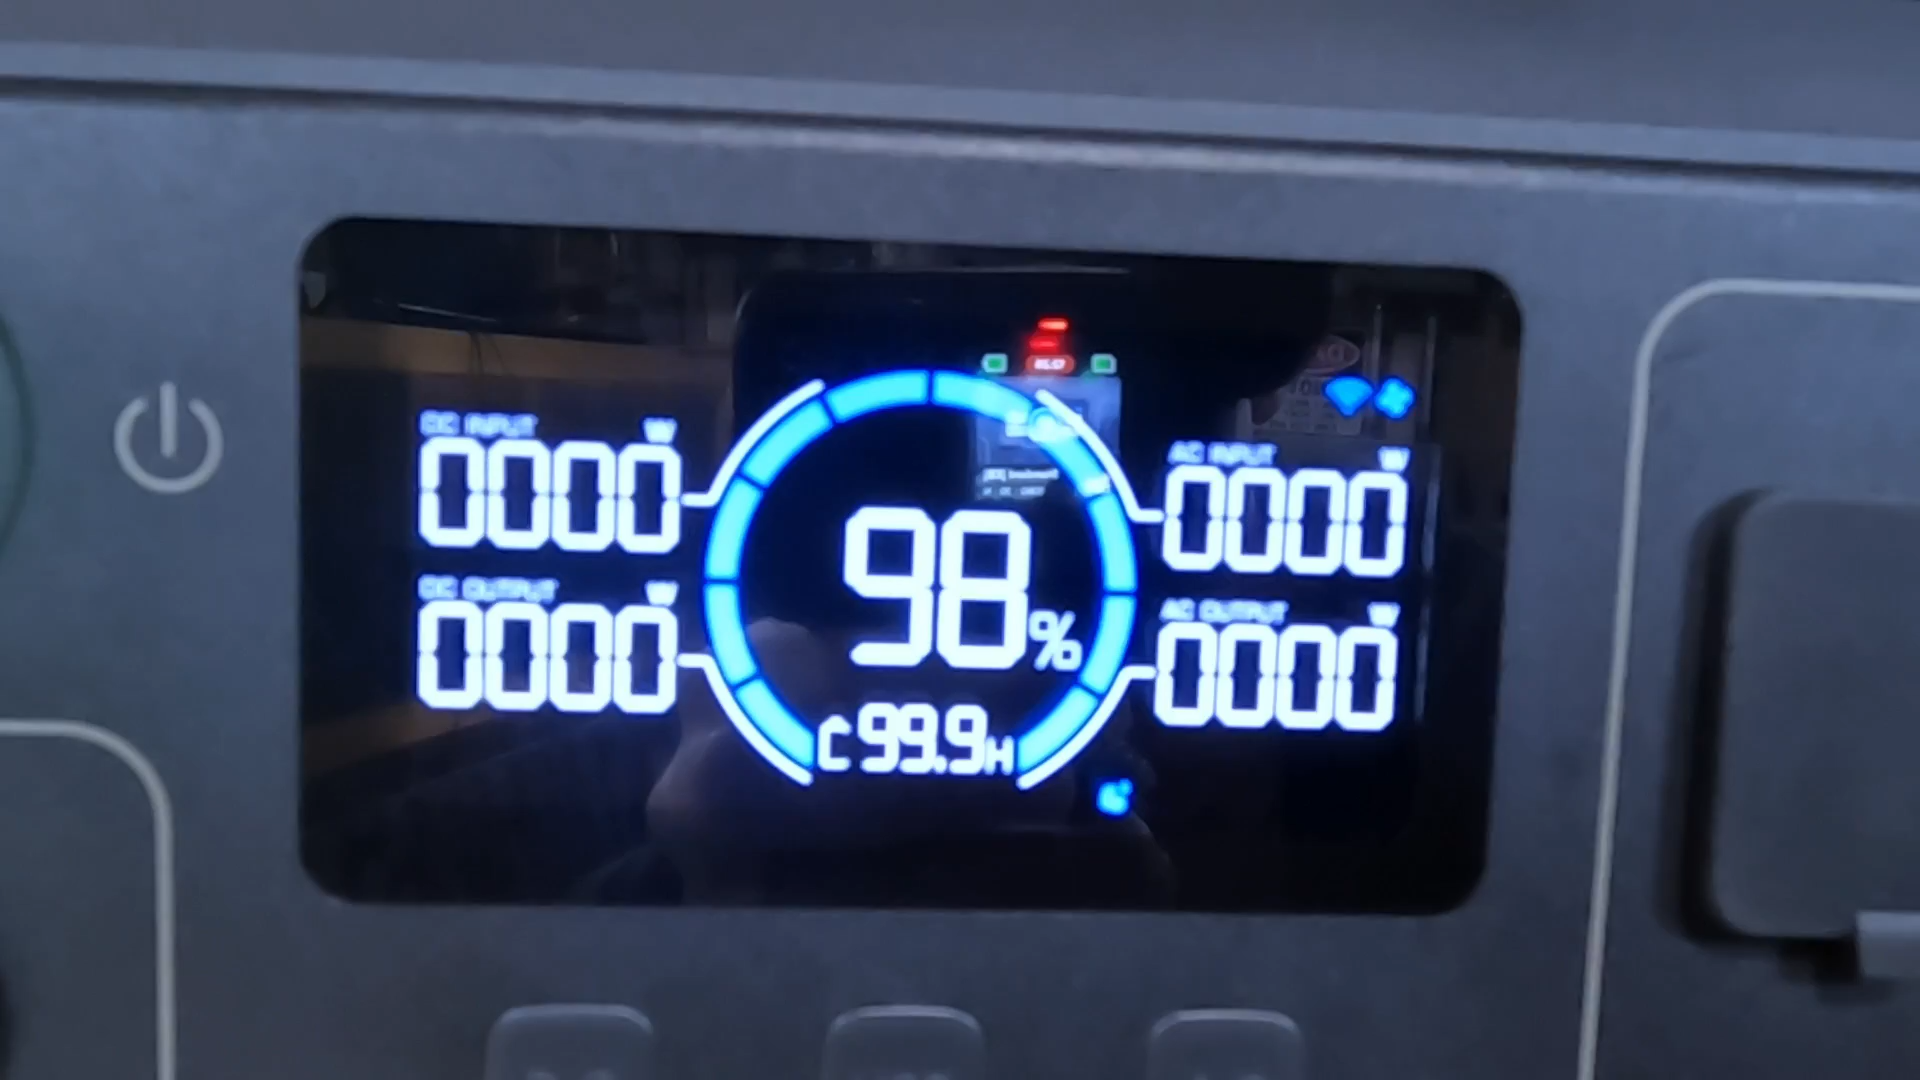 DC INPUT W
0000
DC OUTPUT W
0000
98%
C 99.9H
AC INPUT W
0000
AC OUTPUT W
0000